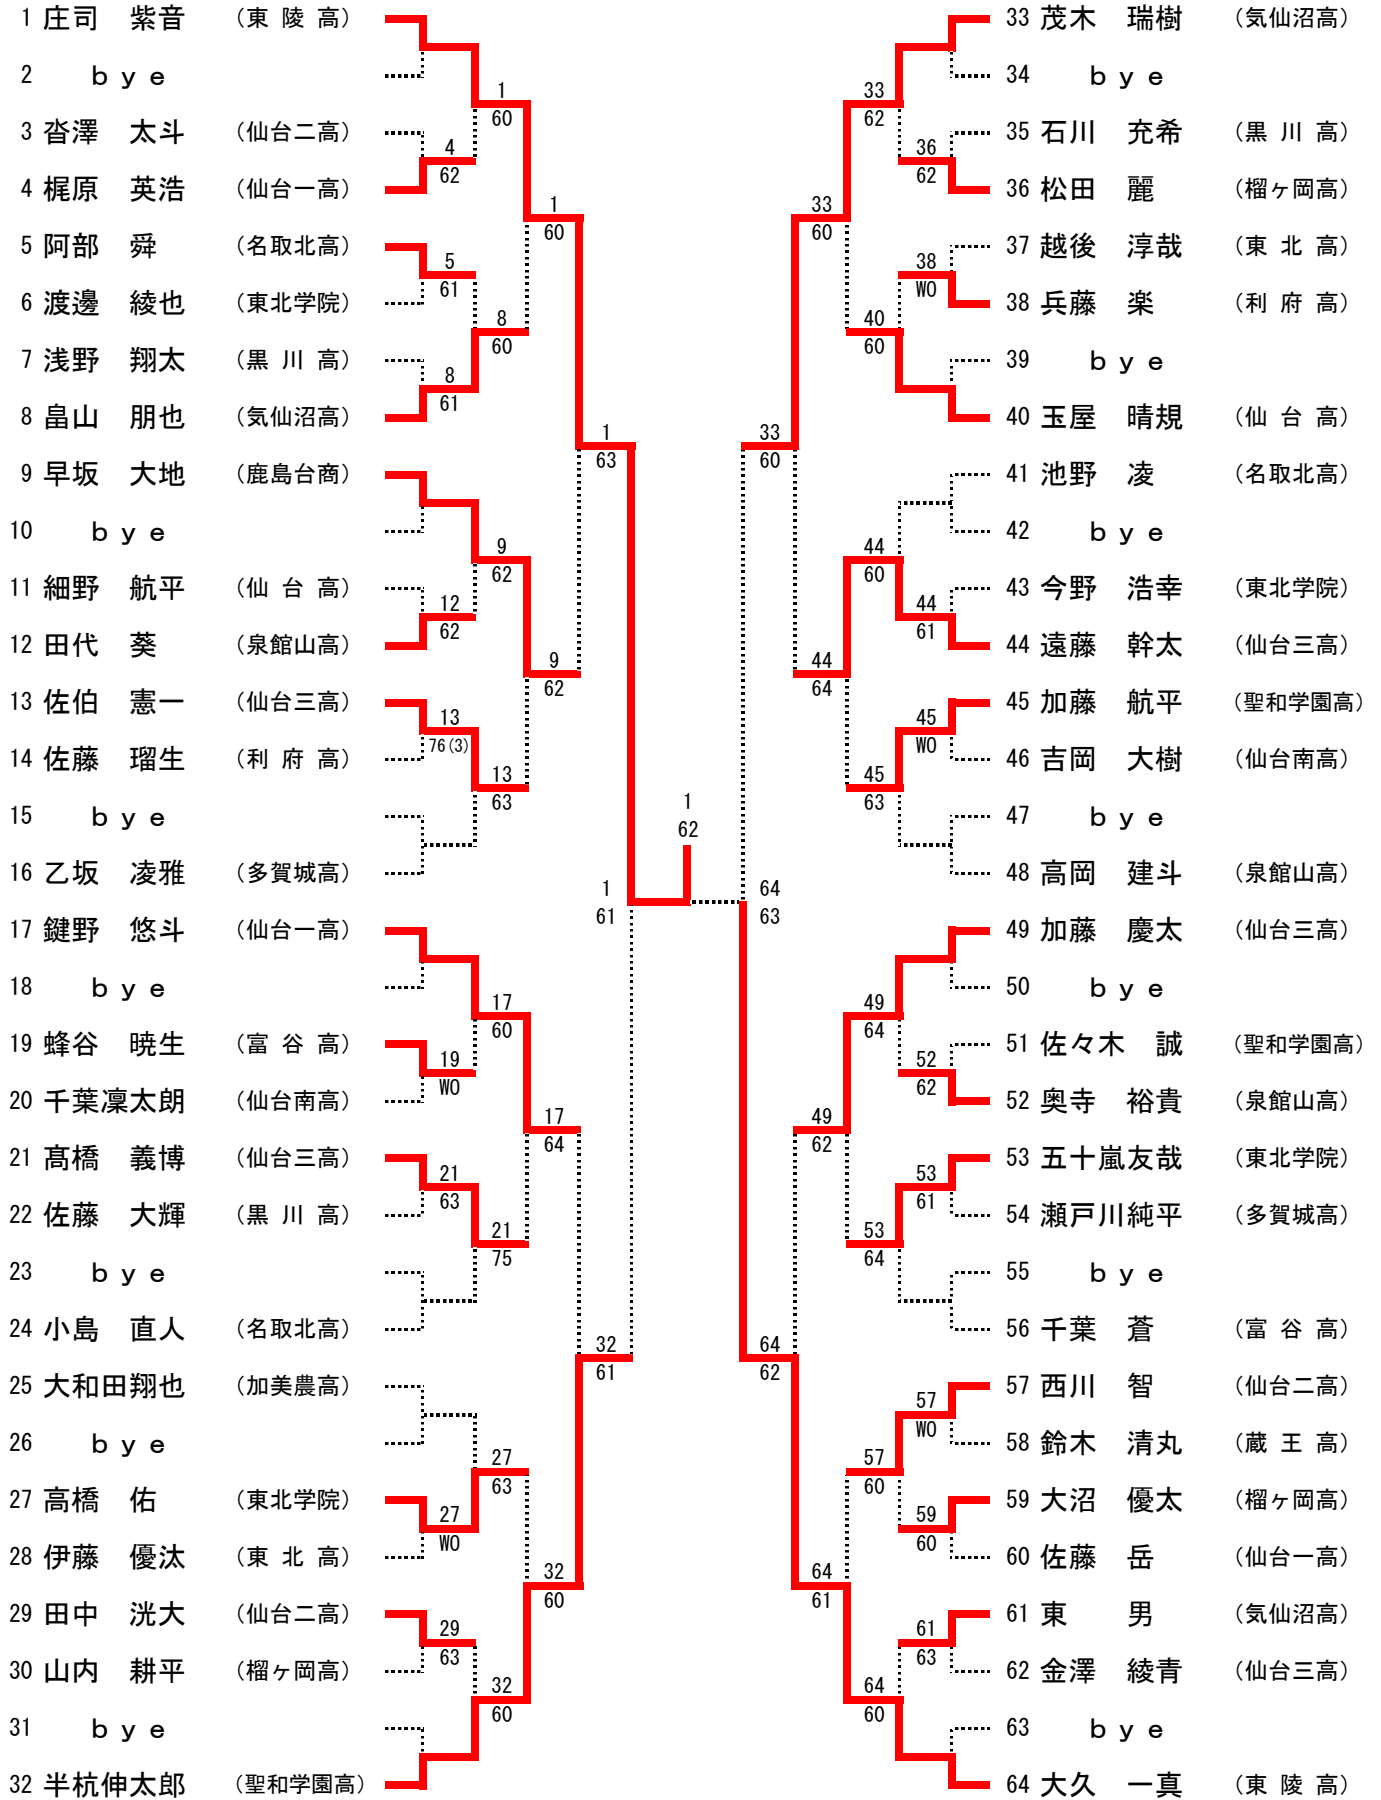 1 庄司　紫音 （東 陵 高）
2 ｂｙｅ
3 沓澤　太斗 （仙台二高）
4 梶原　英浩 （仙台一高）
5 阿部　舜 （名取北高）
6 渡邊　綾也 （東北学院）
7 浅野　翔太 （黒 川 高）
8 畠山　朋也 （気仙沼高）
9 早坂　大地 （鹿島台商）
10 ｂｙｅ
11 細野　航平 （仙 台 高）
12 田代　葵 （泉館山高）
13 佐伯　憲一 （仙台三高）
14 佐藤　瑠生 （利 府 高）
15 ｂｙｅ
16 乙坂　凌雅 （多賀城高）
17 鍵野　悠斗 （仙台一高）
18 ｂｙｅ
19 蜂谷　暁生 （富 谷 高）
20 千葉凜太朗 （仙台南高）
21 髙橋　義博 （仙台三高）
22 佐藤　大輝 （黒 川 高）
23 ｂｙｅ
24 小島　直人 （名取北高）
25 大和田翔也 （加美農高）
26 ｂｙｅ
27 高橋　佑 （東北学院）
28 伊藤　優汰 （東 北 高）
29 田中　洸大 （仙台二高）
30 山内　耕平 （榴ヶ岡高）
31 ｂｙｅ
32 半杭伸太郎 （聖和学園高）
4
62
5
61
8
61
12
62
13
76(3)
19
WO
21
63
27
WO
29
63
1
60
8
60
9
62
13
63
17
60
21
75
27
63
32
60
1
60
9
62
17
64
32
60
1
63
32
61
1
61
1
62
64
63
33
60
64
62
33
60
44
64
49
62
64
61
33
62
40
60
44
60
45
63
49
64
53
64
57
60
64
60
36
62
38
WO
44
61
45
WO
52
62
53
61
57
WO
59
60
61
63
33 茂木　瑞樹 （気仙沼高）
34 ｂｙｅ
35 石川　充希 （黒 川 高）
36 松田　麗 （榴ヶ岡高）
37 越後　淳哉 （東 北 高）
38 兵藤　楽 （利 府 高）
39 ｂｙｅ
40 玉屋　晴規 （仙 台 高）
41 池野　凌 （名取北高）
42 ｂｙｅ
43 今野　浩幸 （東北学院）
44 遠藤　幹太 （仙台三高）
45 加藤　航平 （聖和学園高）
46 吉岡　大樹 （仙台南高）
47 ｂｙｅ
48 高岡　建斗 （泉館山高）
49 加藤　慶太 （仙台三高）
50 ｂｙｅ
51 佐々木　誠 （聖和学園高）
52 奥寺　裕貴 （泉館山高）
53 五十嵐友哉 （東北学院）
54 瀬戸川純平 （多賀城高）
55 ｂｙｅ
56 千葉　蒼 （富 谷 高）
57 西川　智 （仙台二高）
58 鈴木　清丸 （蔵 王 高）
59 大沼　優太 （榴ヶ岡高）
60 佐藤　岳 （仙台一高）
61 東　　男 （気仙沼高）
62 金澤　綾青 （仙台三高）
63 ｂｙｅ
64 大久　一真 （東 陵 高）